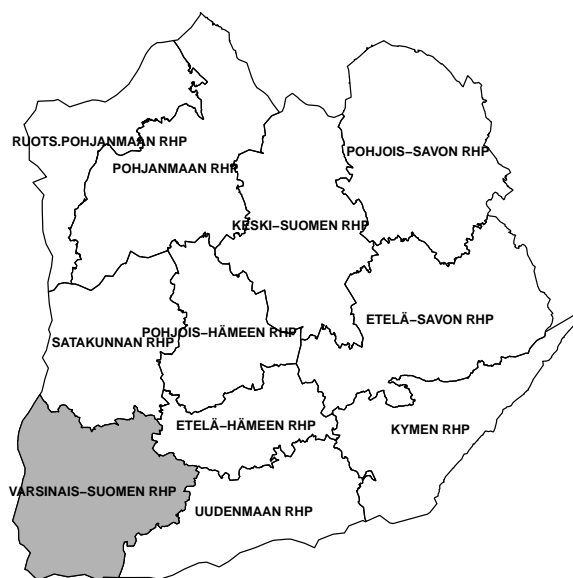 RUOTS.POHJANMAAN RHP
POHJOIS−SAVON RHP
POHJANMAAN RHP
KESKI−SUOMEN RHP
ETELÄ−SAVON RHP
POHJOIS−HÄMEEN RHP
SATAKUNNAN RHP
ETELÄ−HÄMEEN RHP
KYMEN RHP
VARSINAIS−SUOMEN RHP
UUDENMAAN RHP